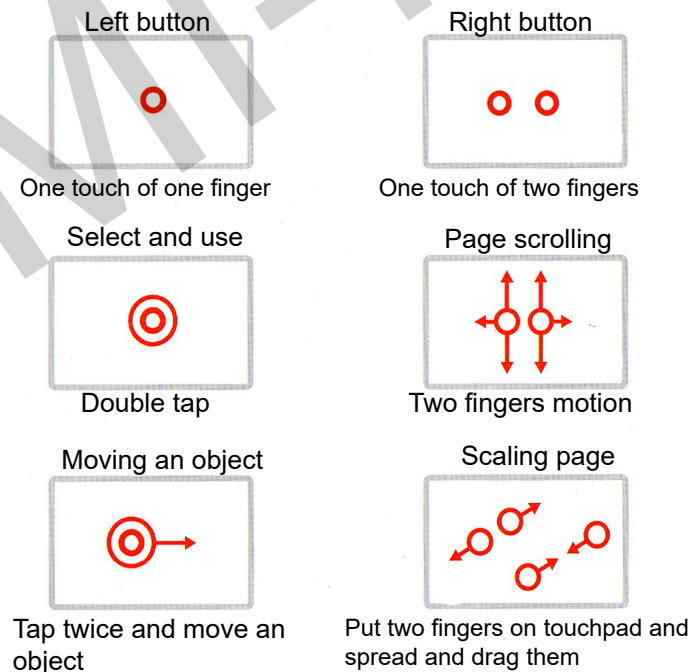 Left button
Right button
One touch of one finger
One touch of two fingers
Select and use
Page scrolling
Double tap
Two fingers motion
Moving an object
Scaling page
Tap twice and move an
object
Put two fingers on touchpad and
spread and drag them